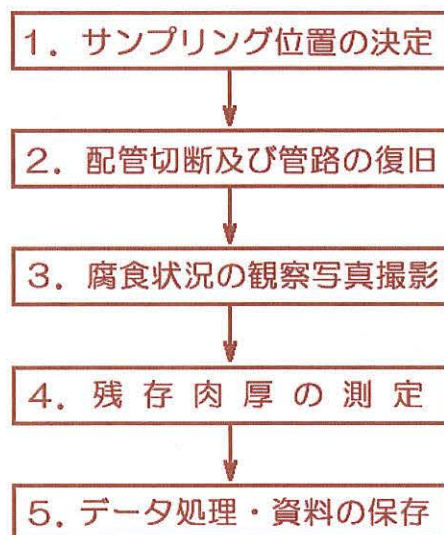 1. サンプリング位置の決定
2. 配管切断及び管路の復旧
3. 腐食状況の観察写真撮影
4. 残存肉厚の測定
5. データ処理・資料の保存